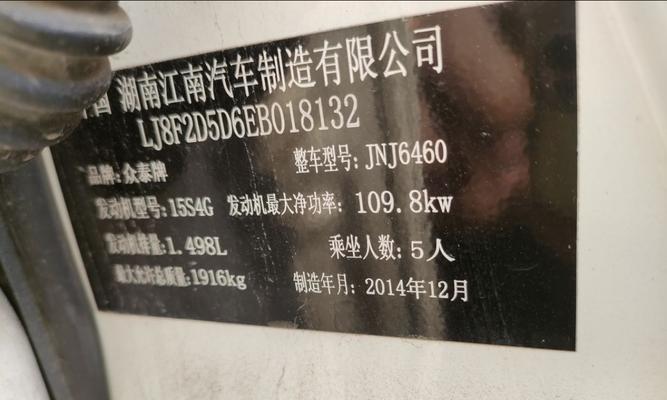 中国 湖南江南汽车制造有限公司
LJ8F2D5D6EB018132
品牌:众泰牌 整车型号:JNJ6460
发动机型号:15S4G 发动机最大净功率:109.8kw
发动机排量:1.498L 乘坐人数:5人
最大允许总质量:1916kg 制造年月:2014年12月